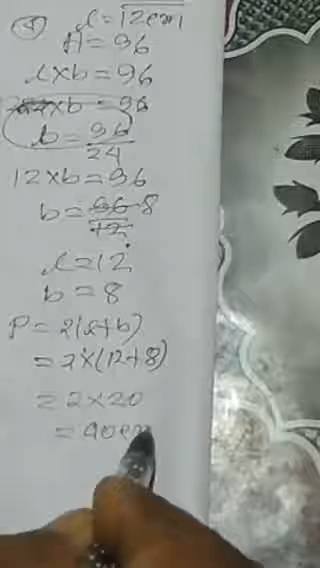 4 l = 12cm
A = 96
l×b = 96
24×b = 96
b = 96
24
12×b = 96
b = 96 8
12
l = 12
b = 8
P = 2(l+b)
= 2×(12+8)
= 2×20
= 40cm